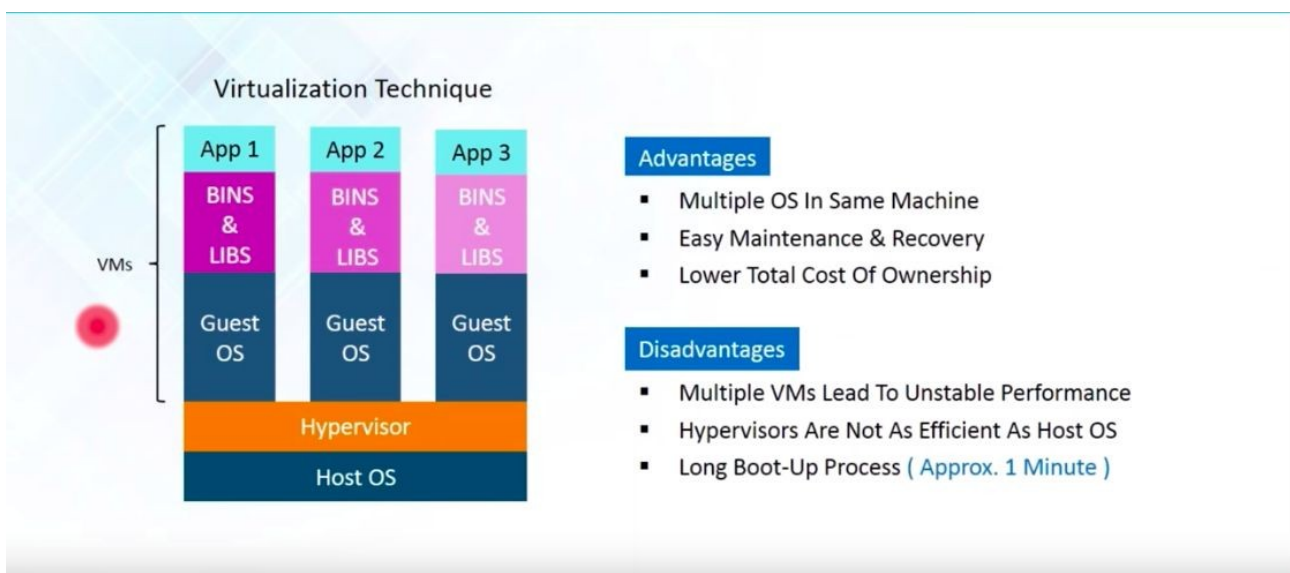 Virtualization Technique
VMs
App 1
BINS
&
LIBS
Guest
OS
App 2
BINS
&
LIBS
Guest
OS
App 3
BINS
&
LIBS
Guest
OS
Hypervisor
Host OS
Advantages
Multiple OS In Same Machine
Easy Maintenance & Recovery
Lower Total Cost Of Ownership
Disadvantages
Multiple VMs Lead To Unstable Performance
Hypervisors Are Not As Efficient As Host OS
Long Boot-Up Process ( Approx. 1 Minute )